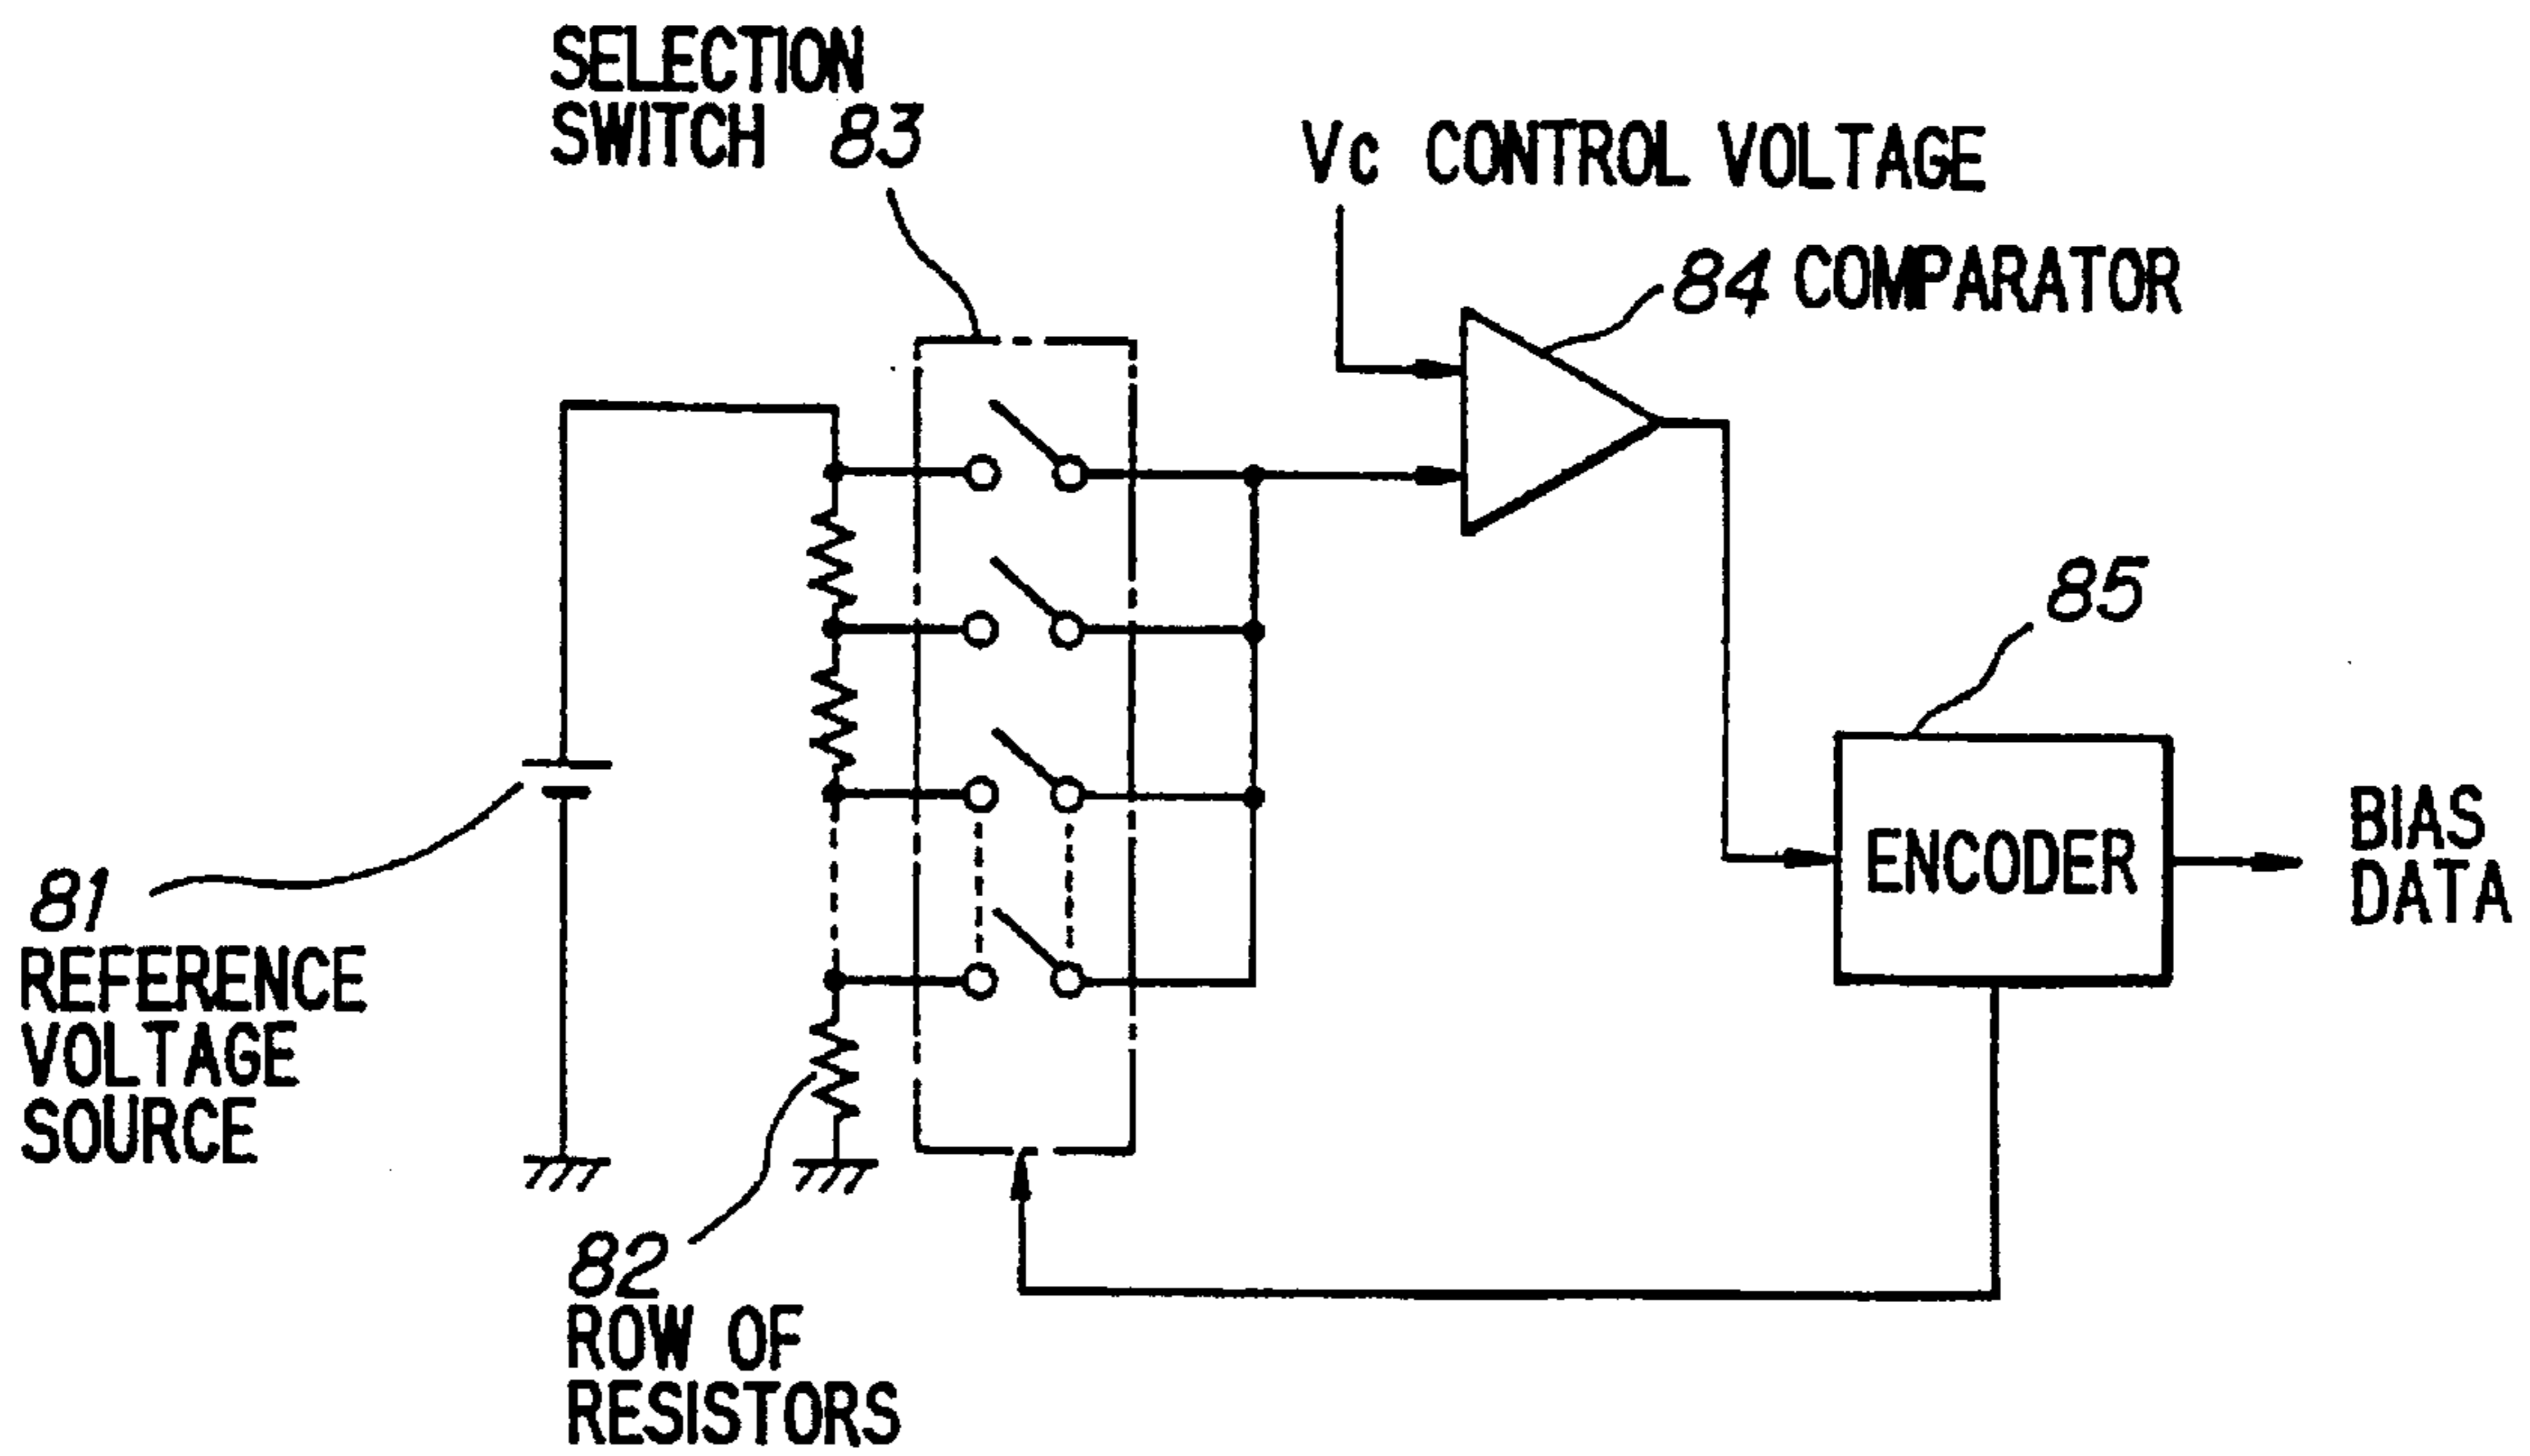 SELECTION
SWITCH 83
Vc CONTROL VOLTAGE
84 COMPARATOR
85
ENCODER
BIAS
DATA
81
REFERENCE
VOLTAGE
SOURCE
82
ROW OF
RESISTORS